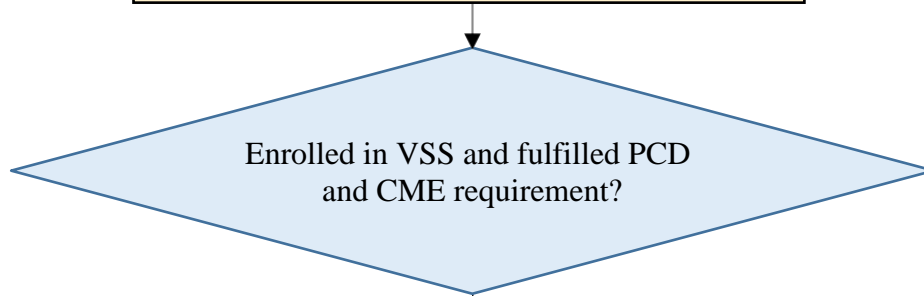 Enrolled in VSS and fulfilled PCD
and CME requirement?